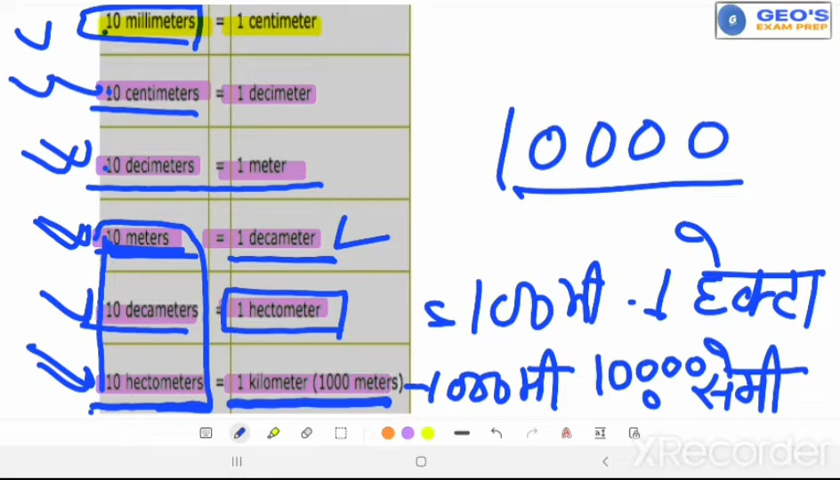 GEO'S
EXAM PREP
10 millimeters = 1 centimeter
10 centimeters = 1 decimeter
10 decimeters = 1 meter
10 meters = 1 decameter
10 decameters = 1 hectometer
10 hectometers = 1 kilometer (1000 meters)
10000
100मी
1000मी 10000 सेमी
XRecorder